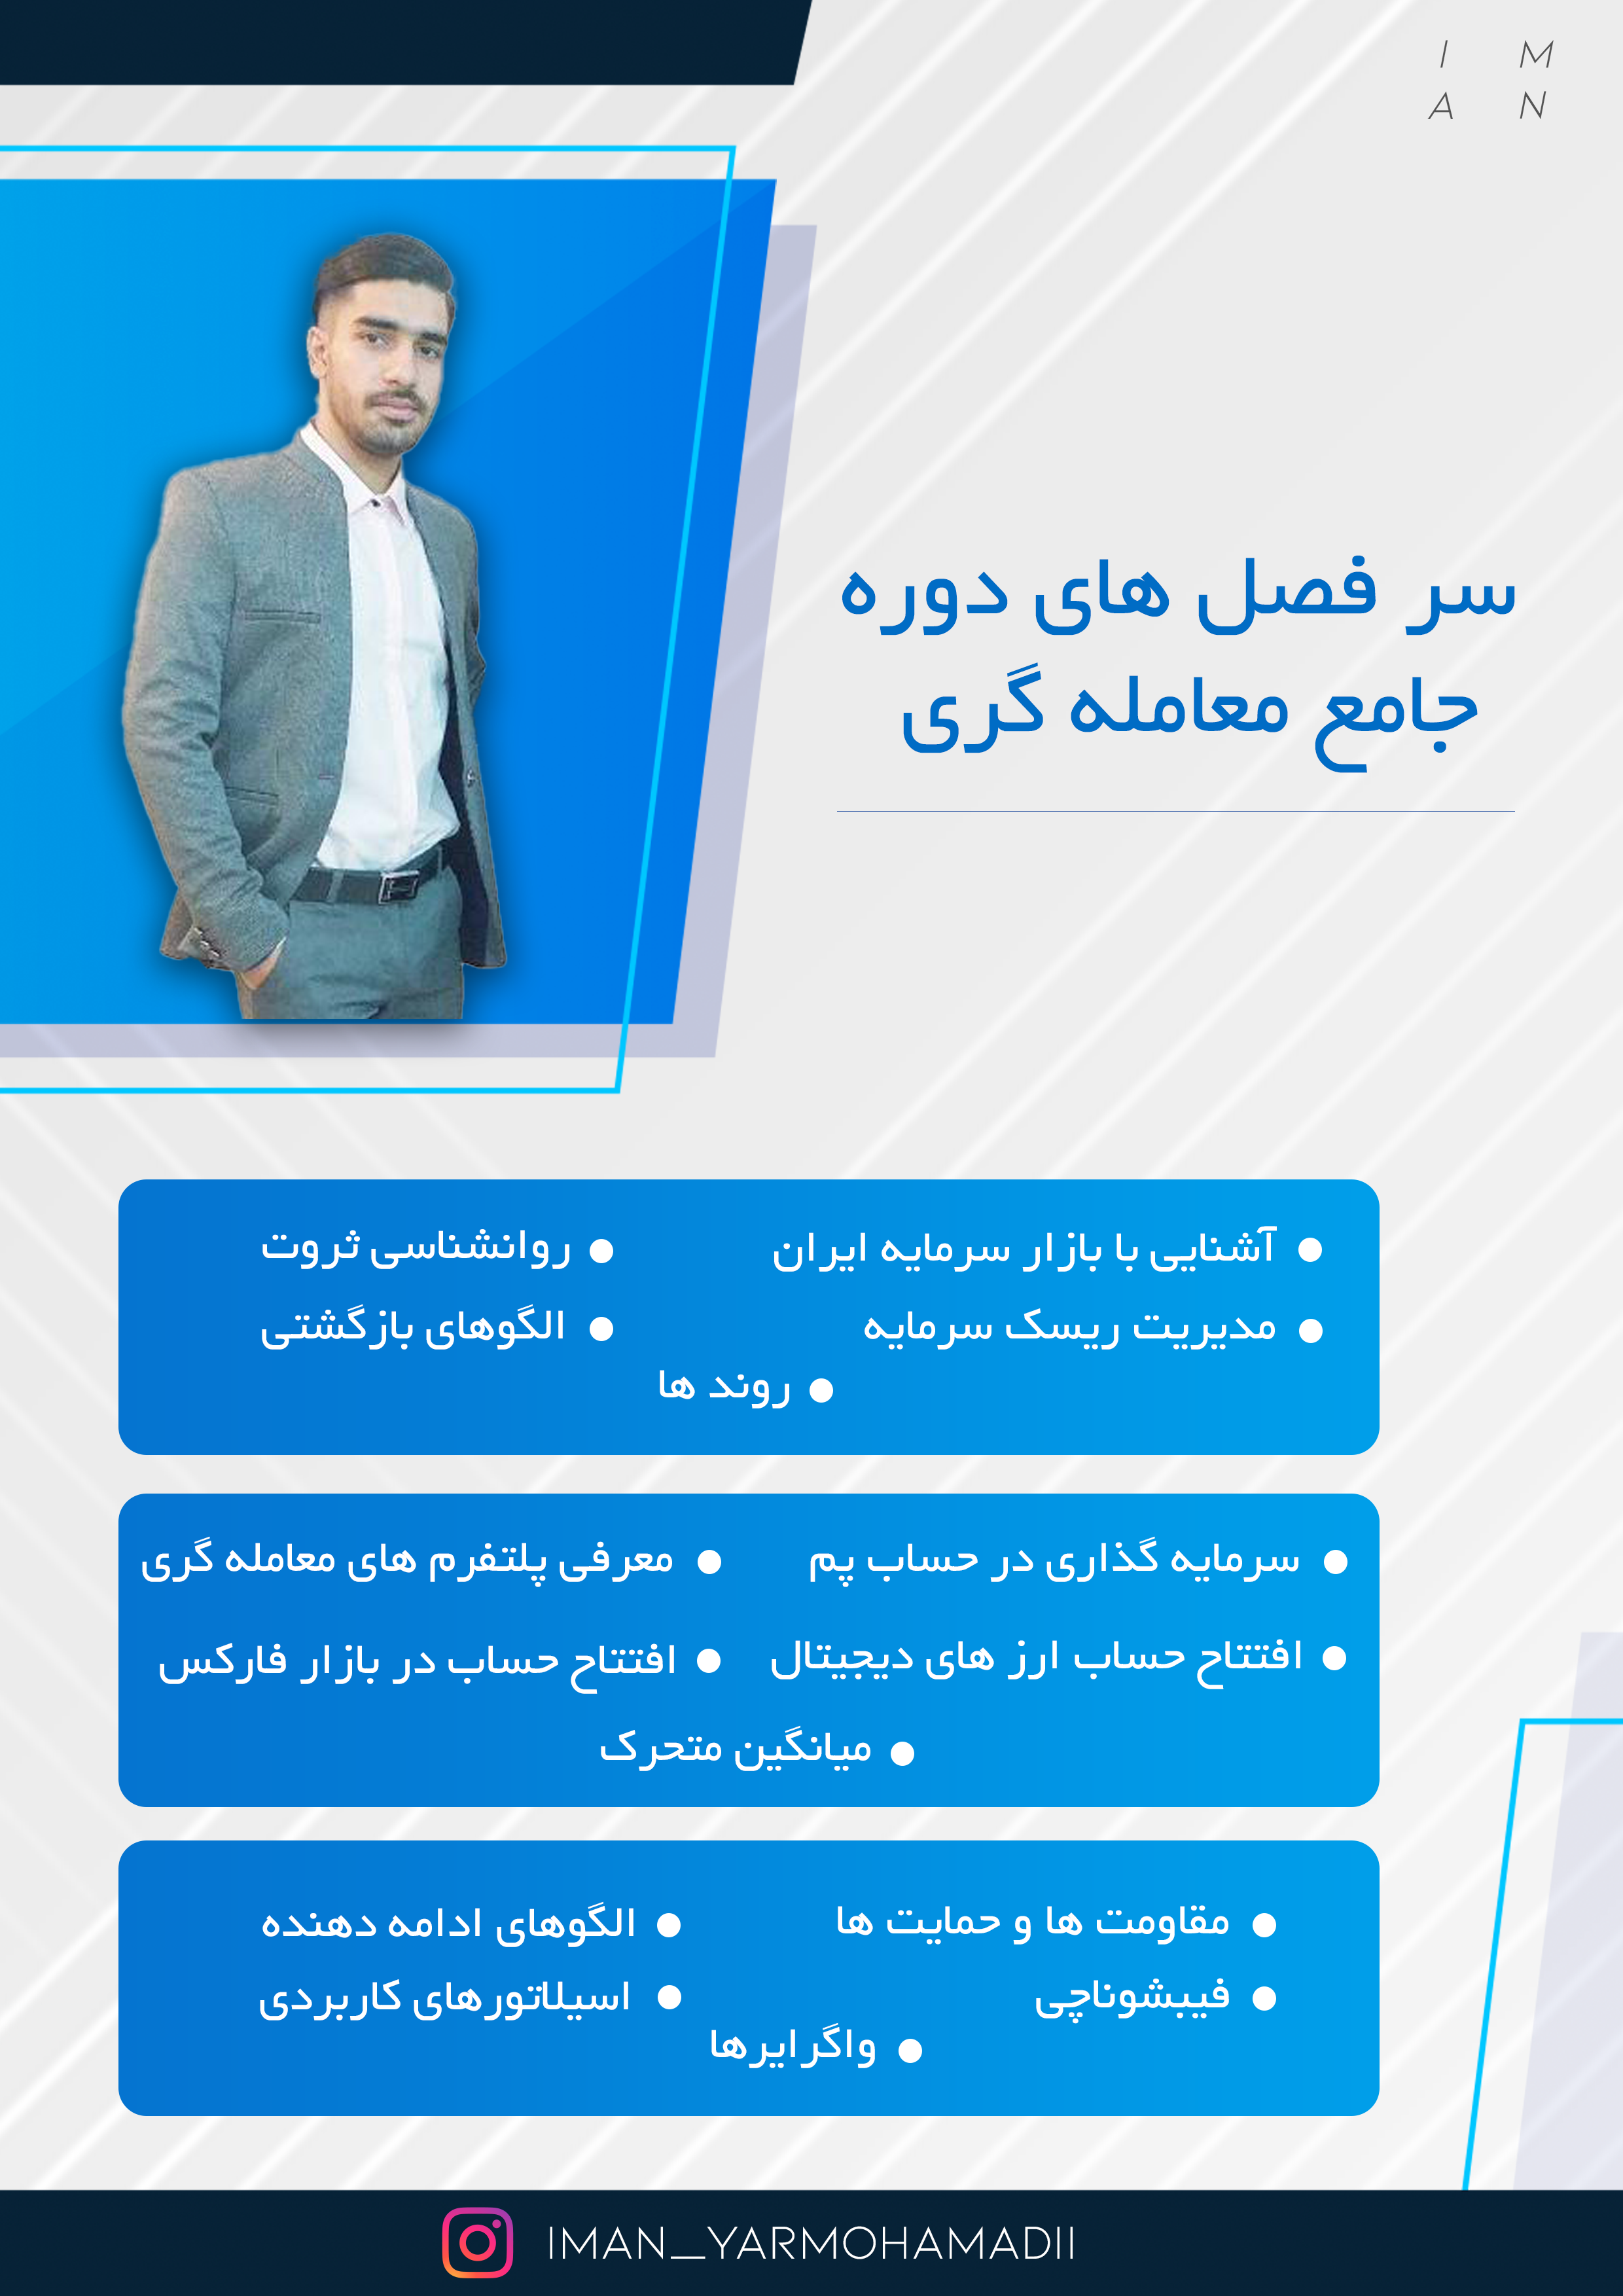 I M
A N
سر فصل های دوره
جامع معامله گری
● آشنایی با بازار سرمایه ایران
● روانشناسی ثروت
● مدیریت ریسک سرمایه
● الگوهای بازگشتی
● روند ها
● سرمایه گذاری در حساب پم
● معرفی پلتفرم های معامله گری
● افتتاح حساب ارز های دیجیتال
● افتتاح حساب در بازار فارکس
● میانگین متحرک
● مقاومت ها و حمایت ها
● الگوهای ادامه دهنده
● فیبشوناچی
● اسیلاتورهای کاربردی
● واگرایرها
IMAN_YARMOHAMADII